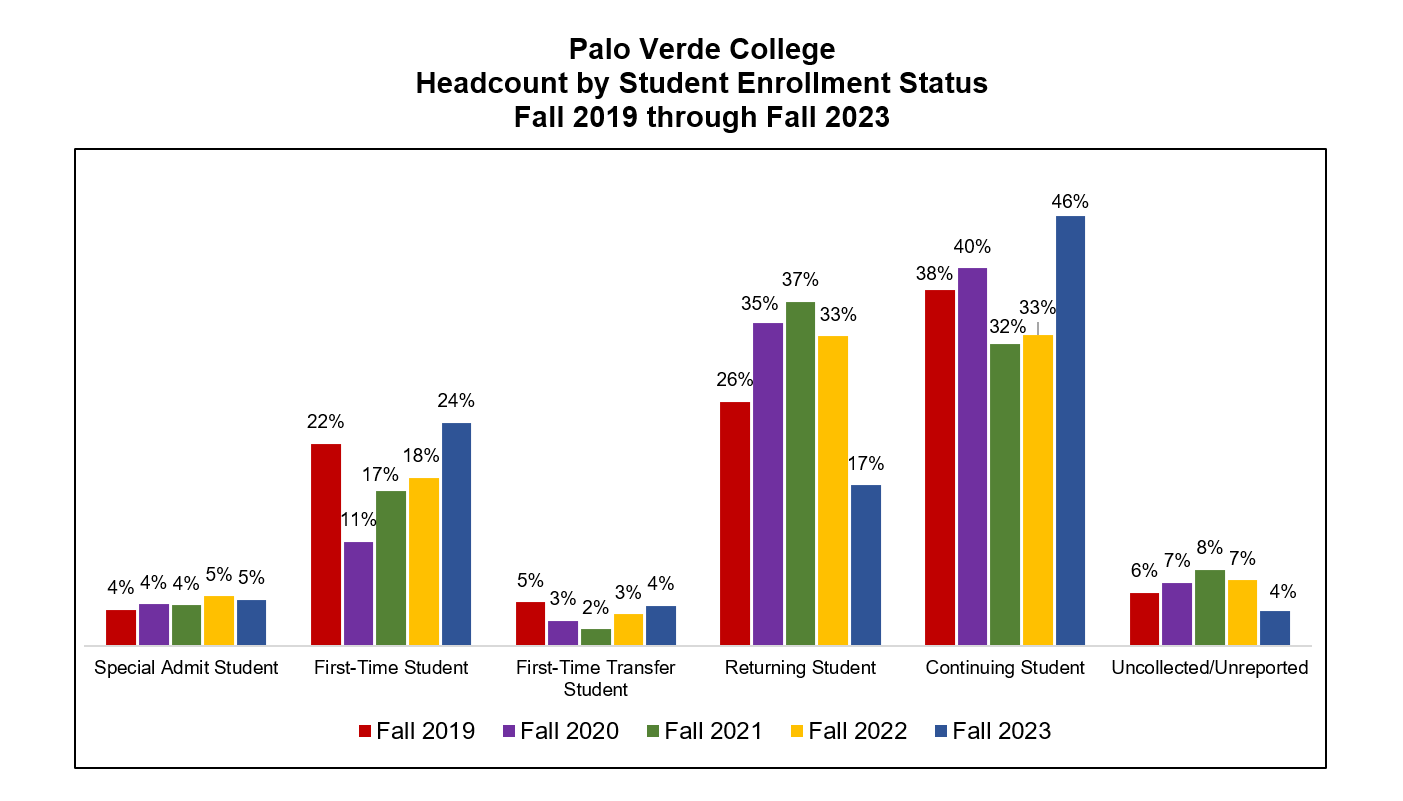 Palo Verde College
Headcount by Student Enrollment Status
Fall 2019 through Fall 2023
4%
4%
4%
5%
5%
22%
11%
17%
18%
24%
5%
3%
2%
3%
4%
26%
35%
37%
33%
17%
38%
40%
32%
33%
46%
6%
7%
8%
7%
4%
Special Admit Student
First-Time Student
First-Time Transfer
Student
Returning Student
Continuing Student
Uncollected/Unreported
Fall 2019
Fall 2020
Fall 2021
Fall 2022
Fall 2023